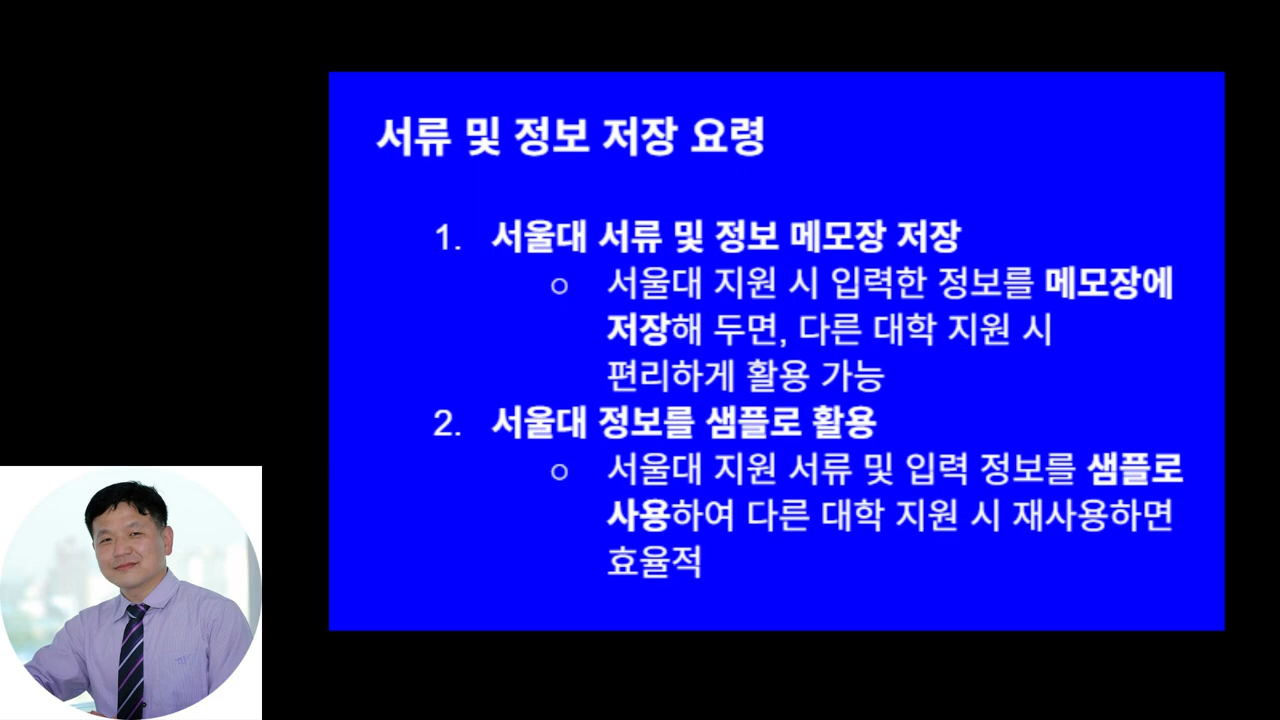 서류 및 정보 저장 요령
1. 서울대 서류 및 정보 메모장 저장
○ 서울대 지원 시 입력한 정보를 메모장에
저장해 두면, 다른 대학 지원 시
편리하게 활용 가능
2. 서울대 정보를 샘플로 활용
○ 서울대 지원 서류 및 입력 정보를 샘플로
사용하여 다른 대학 지원 시 재사용하면
효율적